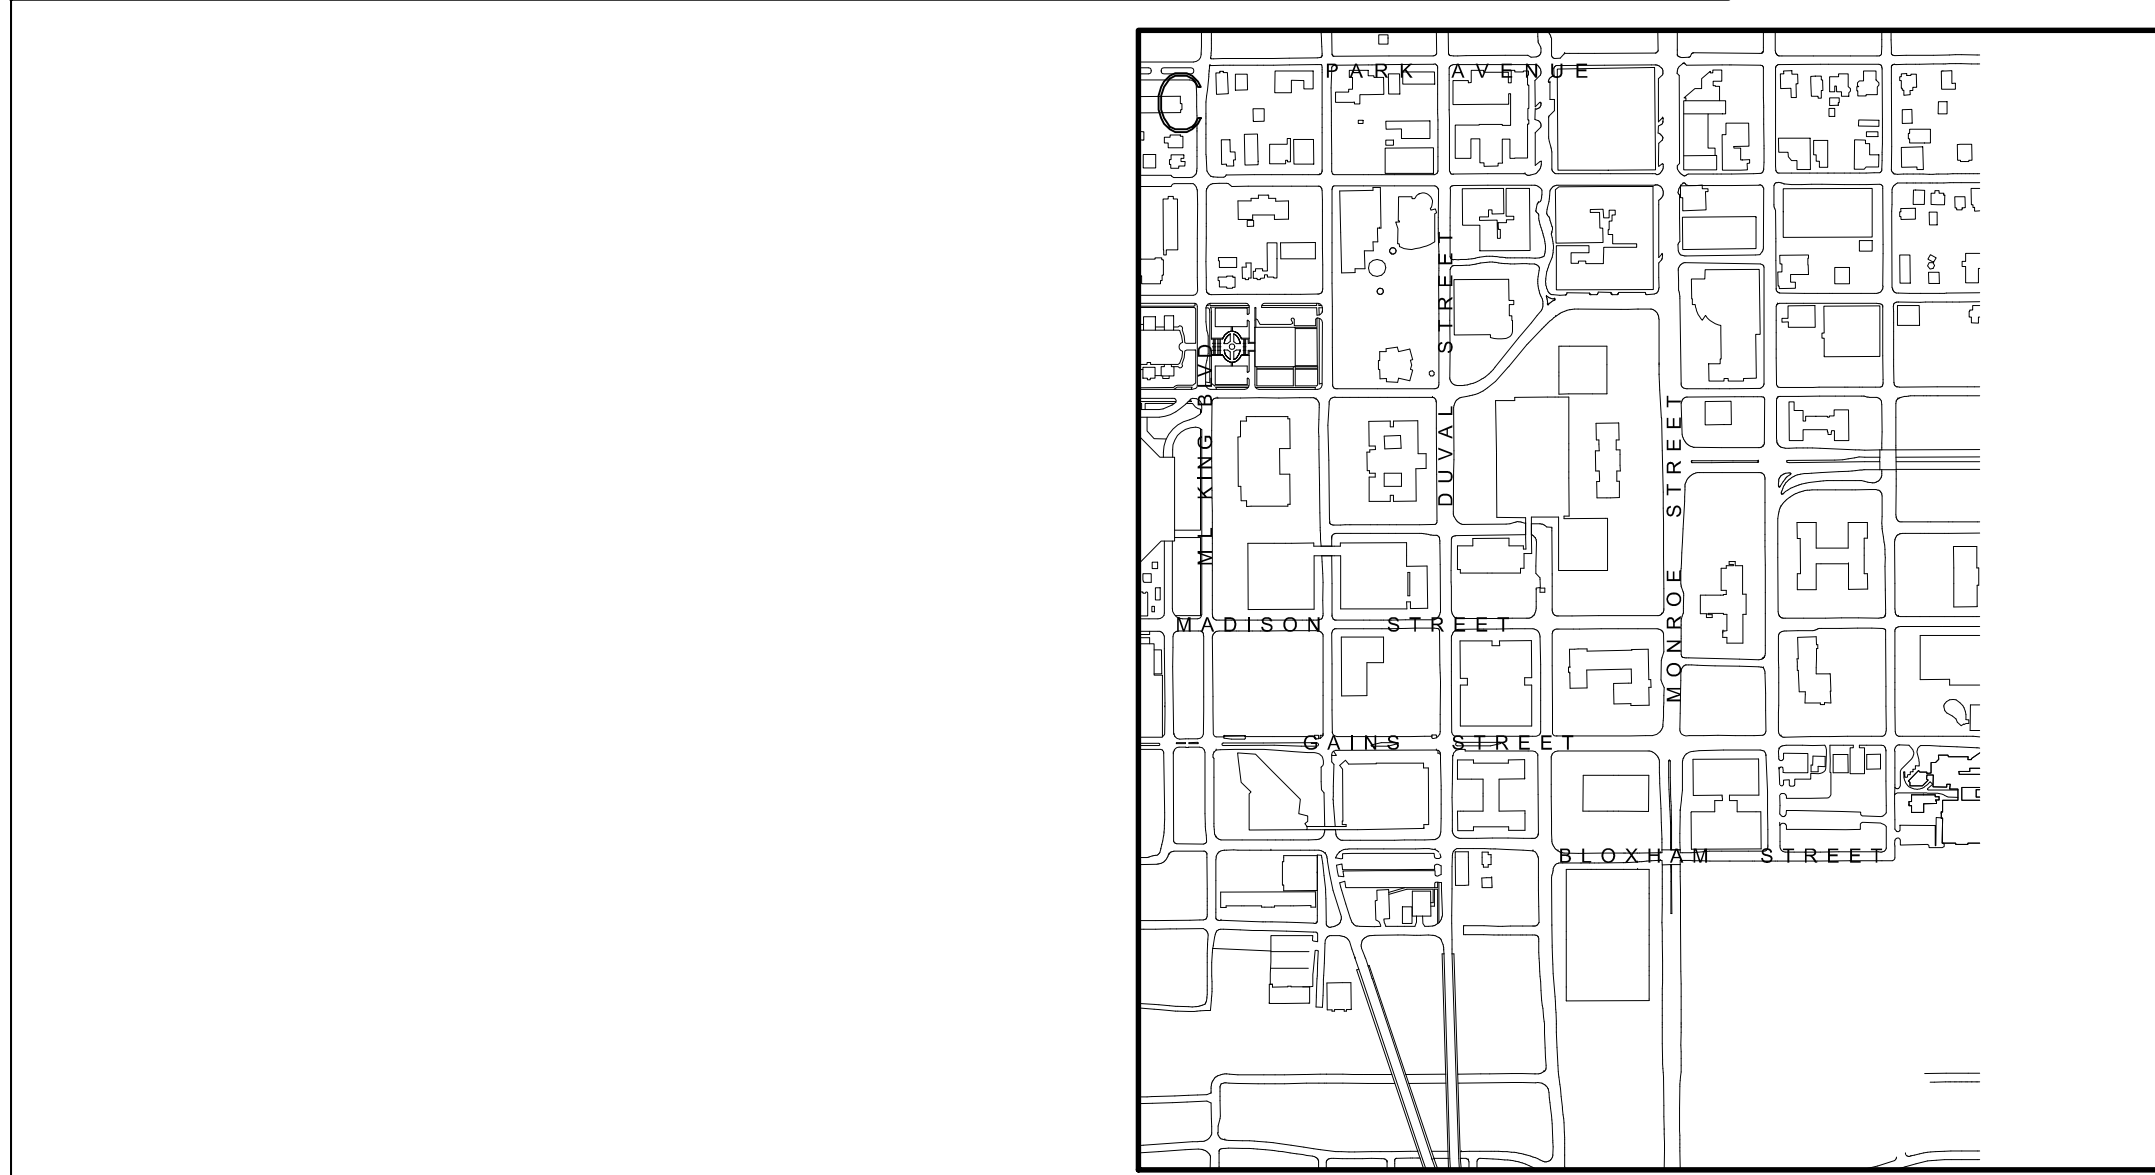 PARK AVENUE
DUVAL STREET
ML KING BLVD
MONROE STREET
MADISON STREET
GAINS STREET
BLOXHAM STREET